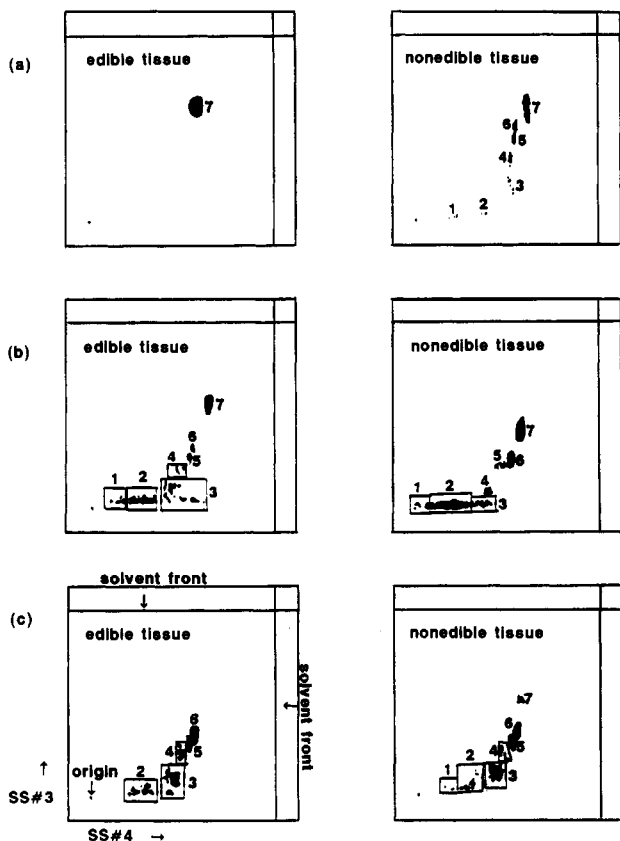 (a)
edible tissue
7
nonedible tissue
7
6
5
4
3
2
1
(b)
edible tissue
7
6
5
4
3
2
1
nonedible tissue
7
5
6
4
1
2
3
solvent front
↓
(c)
edible tissue
6
5
4
2
3
solvent front
←
origin
↓
↑
SS#3
SS#4 →
nonedible tissue
7
6
5
4
2
1
3